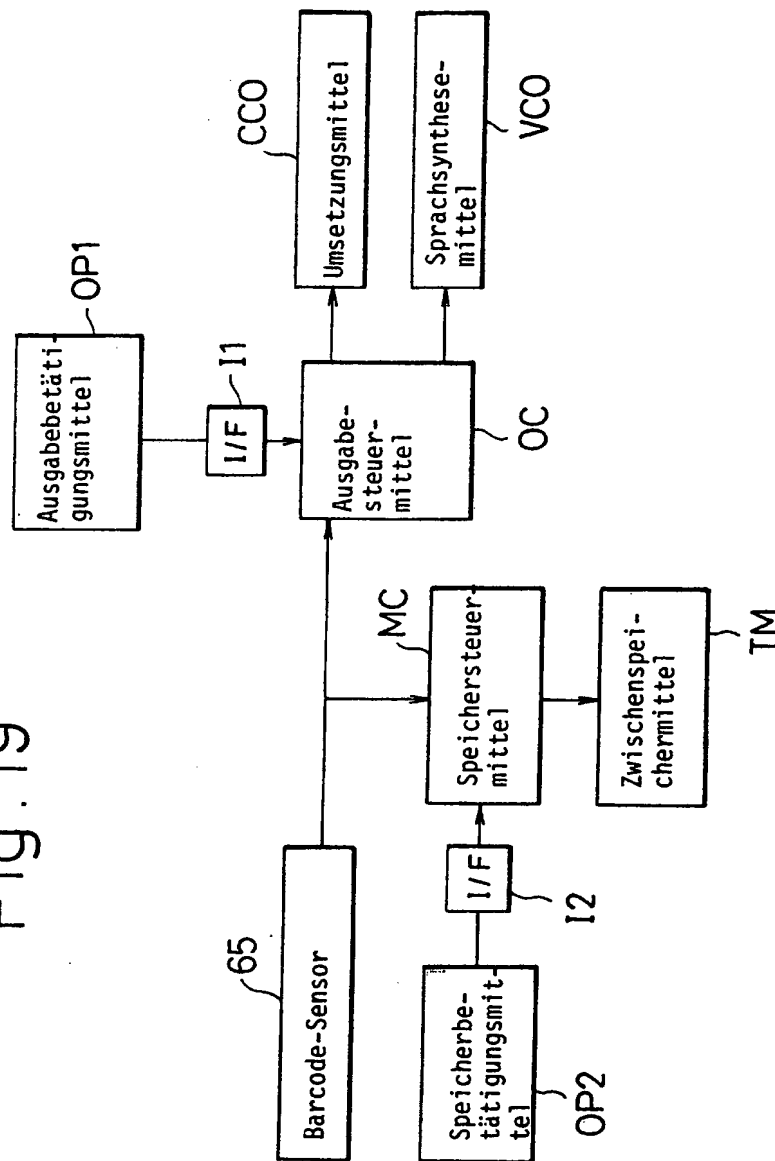 Fig. 19
OP1
Ausgabebetäti-
gungsmittel
I1
I/F
CCO
Umsetzungsmittel
Ausgabe-
steuer-
mittel
OC
Sprachsynthese-
mittel
VCO
65
Barcode-Sensor
MC
Speichersteuer-
mittel
I/F
I2
Speicherbe-
tätigungsmit-
tel
OP2
Zwischenspei-
chermittel
TM